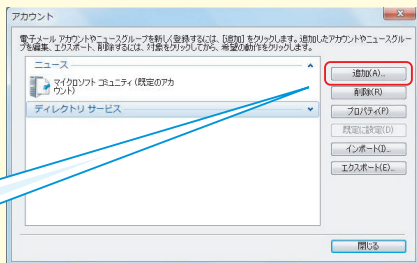 アカウント
電子メール アカウントやニュースグループを新しく登録するには、[追加] をクリックします。追加したアカウントやニュースグルー
プを編集、エクスポート、削除するには、対象をクリックしてから、希望の動作をクリックします。
ニュース
マイクロソフト コミュニティ (既定のアカ
ウント)
ディレクトリ サービス
追加(A)...
削除(R)
プロパティ(P)
既定に設定(D)
インポート(I)...
エクスポート(E)...
閉じる